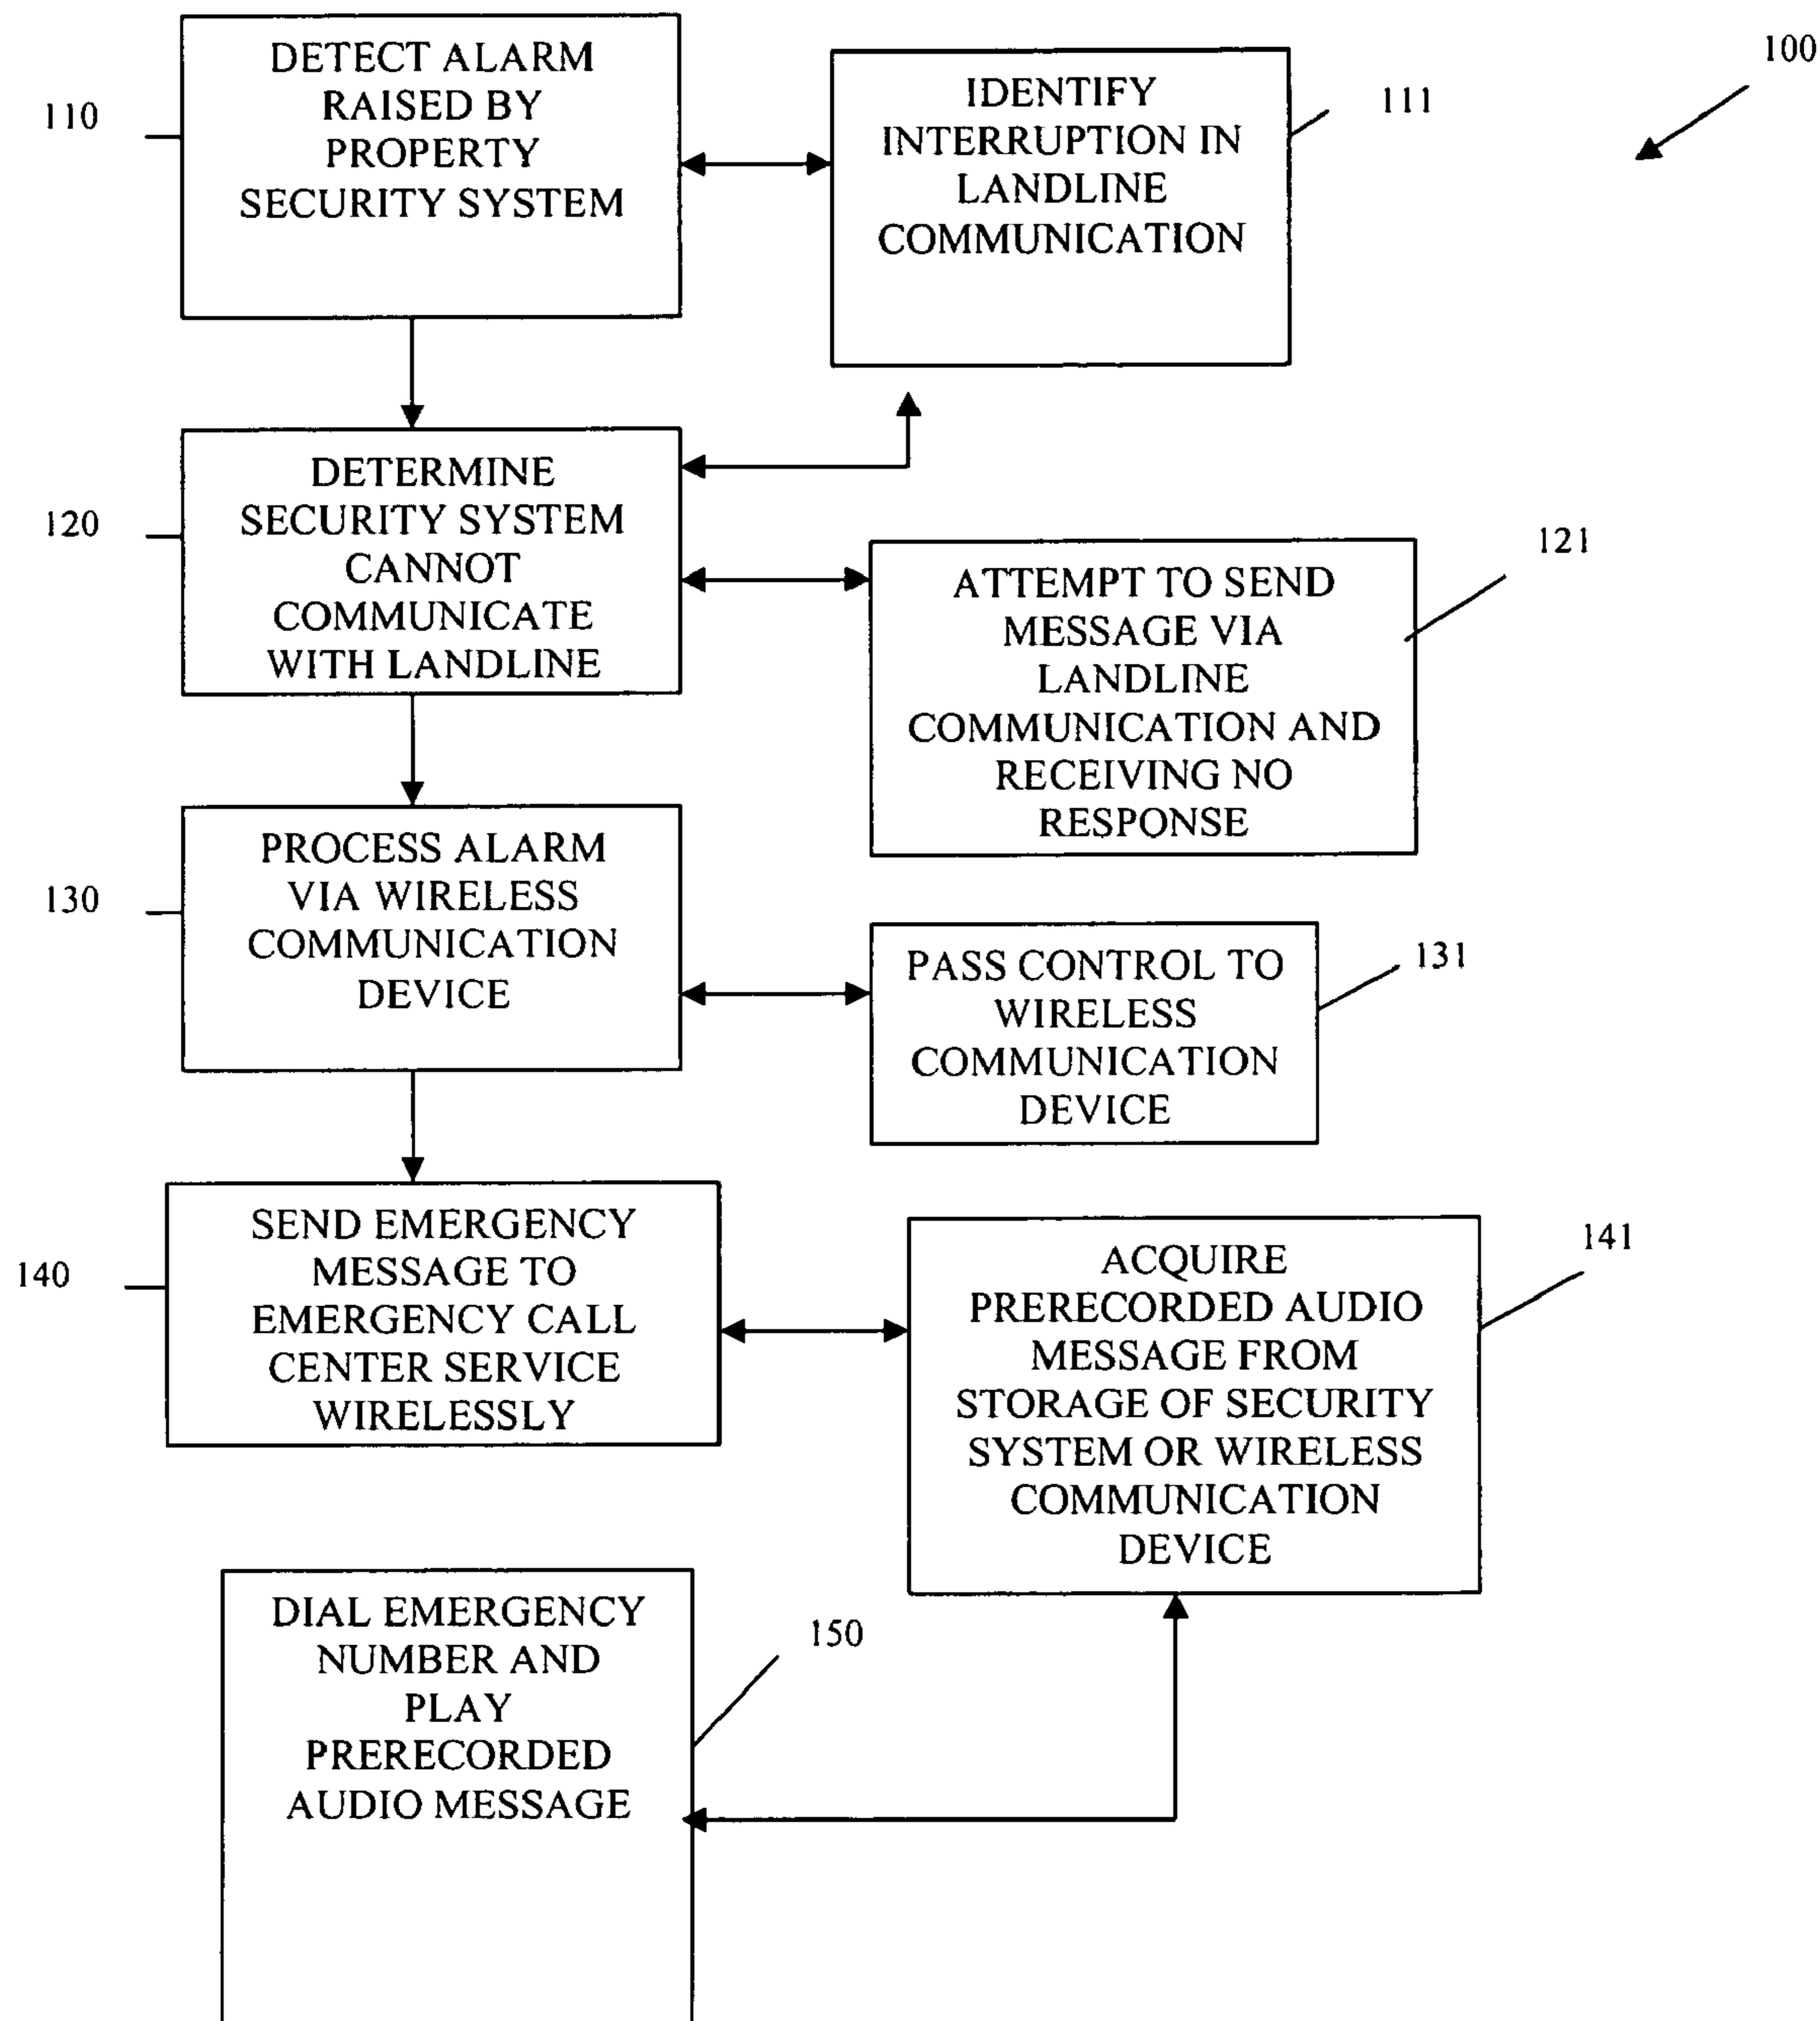 100
110
DETECT ALARM
RAISED BY
PROPERTY
SECURITY SYSTEM
IDENTIFY
INTERRUPTION IN
LANDLINE
COMMUNICATION
111
120
DETERMINE
SECURITY SYSTEM
CANNOT
COMMUNICATE
WITH LANDLINE
121
ATTEMPT TO SEND
MESSAGE VIA
LANDLINE
COMMUNICATION AND
RECEIVING NO
RESPONSE
130
PROCESS ALARM
VIA WIRELESS
COMMUNICATION
DEVICE
131
PASS CONTROL TO
WIRELESS
COMMUNICATION
DEVICE
140
SEND EMERGENCY
MESSAGE TO
EMERGENCY CALL
CENTER SERVICE
WIRELESSLY
141
ACQUIRE
PRERECORDED AUDIO
MESSAGE FROM
STORAGE OF SECURITY
SYSTEM OR WIRELESS
COMMUNICATION
DEVICE
150
DIAL EMERGENCY
NUMBER AND
PLAY
PRERECORDED
AUDIO MESSAGE